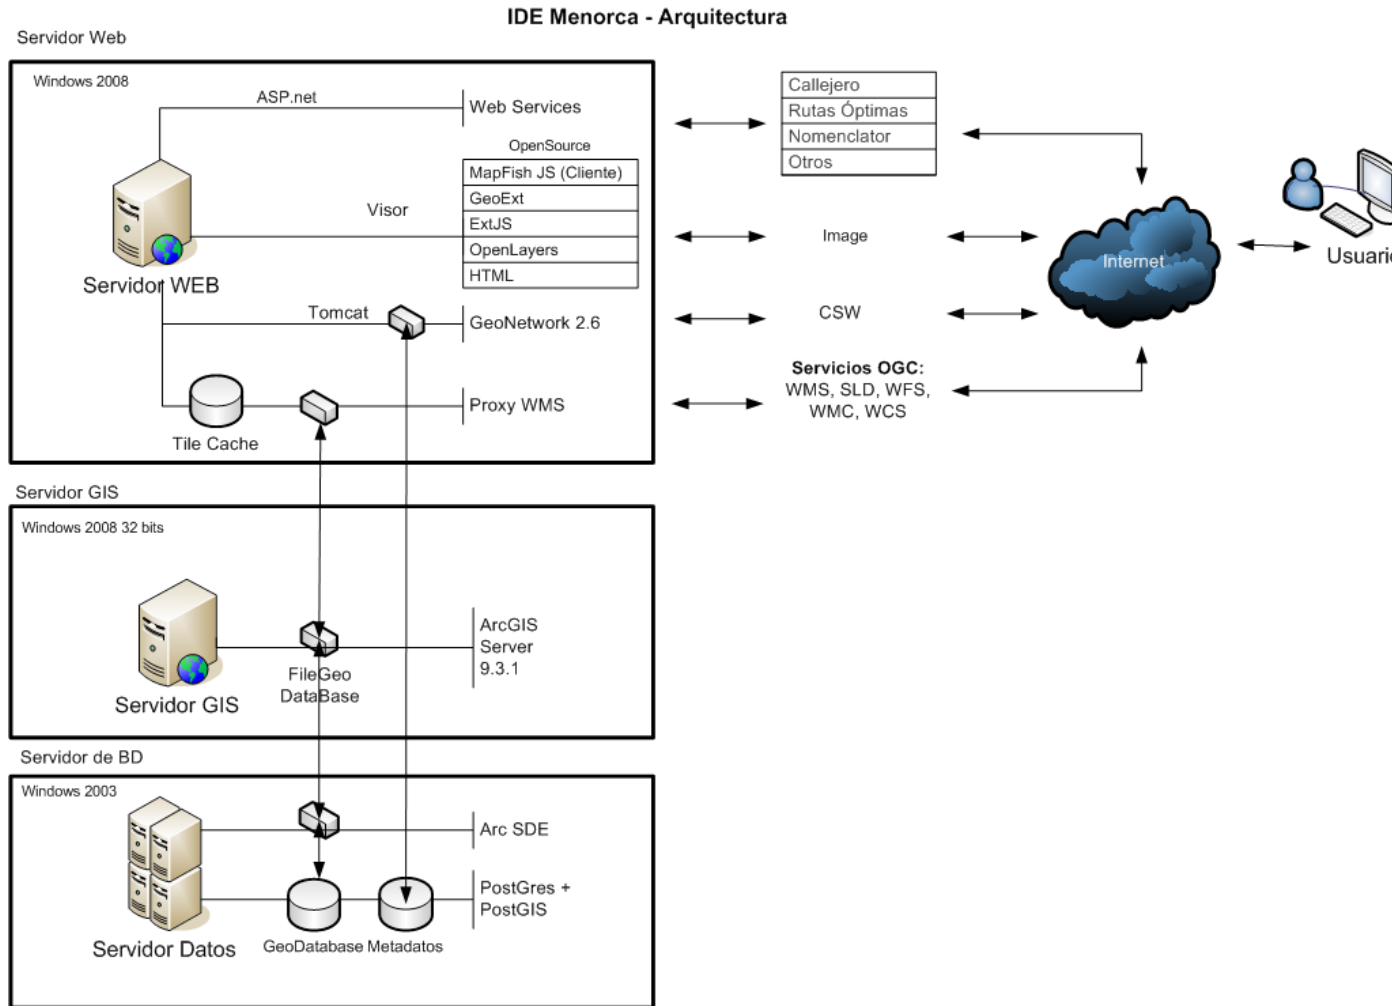 IDE Menorca - Arquitectura
Servidor Web
Windows 2008
ASP.net
Web Services
OpenSource
MapFish JS (Cliente)
GeoExt
ExtJS
OpenLayers
HTML
Visor
Servidor WEB
Tomcat
GeoNetwork 2.6
Tile Cache
Proxy WMS
Callejero
Rutas Óptimas
Nomenclator
Otros
Image
CSW
Servicios OGC:
WMS, SLD, WFS,
WMC, WCS
Internet
Usuario
Servidor GIS
Windows 2008 32 bits
Servidor GIS
FileGeo
DataBase
ArcGIS
Server
9.3.1
Servidor de BD
Windows 2003
Servidor Datos
Arc SDE
PostGres +
PostGIS
GeoDatabase
Metadatos